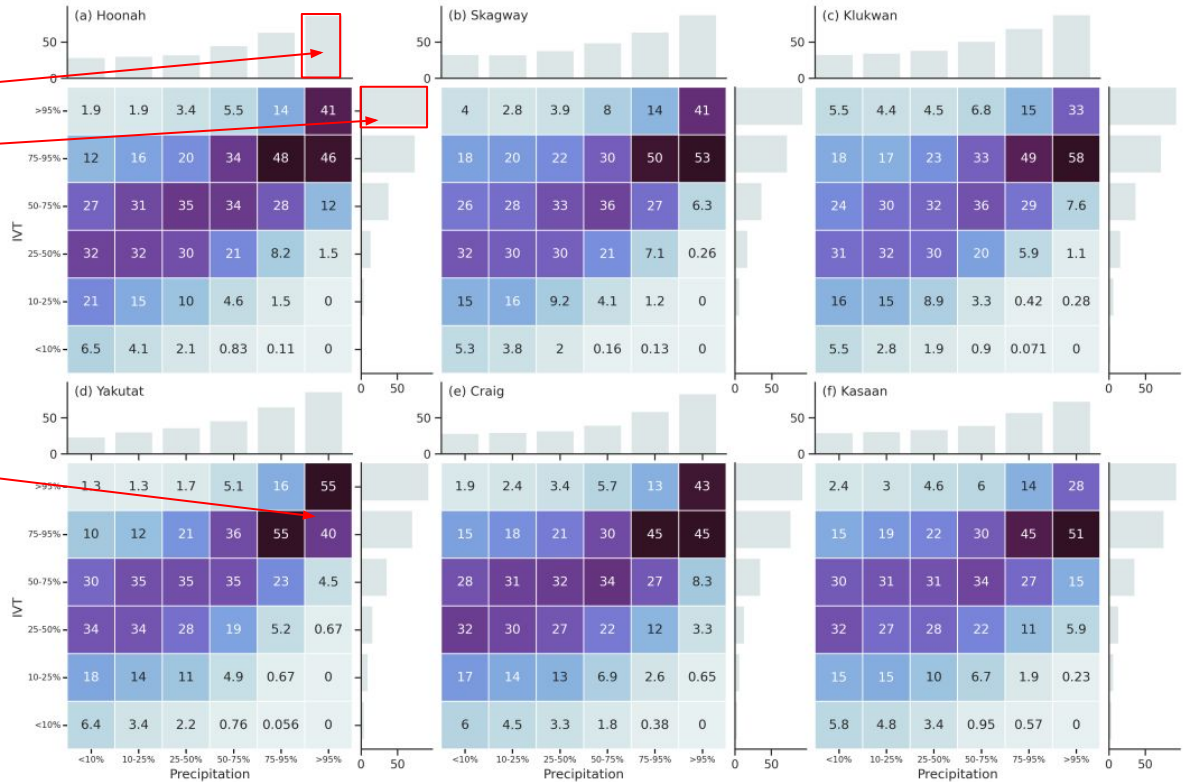 (a) Hoonah (b) Skagway (c) Klukwan
50 50 50
0 0 0
>95% 1.9 1.9 3.4 5.5 14 41 4 2.8 3.9 8 14 41 5.5 4.4 4.5 6.8 15 33
75-95% 12 16 20 34 48 46 18 20 22 30 50 53 18 17 23 33 49 58
50-75% 27 31 35 34 28 12 26 28 33 36 27 6.3 24 30 32 36 29 7.6
IVT
25-50% 32 32 30 21 8.2 1.5 32 30 30 21 7.1 0.26 31 32 30 20 5.9 1.1
10-25% 21 15 10 4.6 1.5 0 15 16 9.2 4.1 1.2 0 16 15 8.9 3.3 0.42 0.28
<10% 6.5 4.1 2.1 0.83 0.11 0 5.3 3.8 2 0.16 0.13 0 5.5 2.8 1.9 0.9 0.071 0
0 50 0 50 0 50
(d) Yakutat (e) Craig (f) Kasaan
50 50 50
0 0 0
>95% 1.3 1.3 1.7 5.1 16 55 1.9 2.4 3.4 5.7 13 43 2.4 3 4.6 6 14 28
75-95% 10 12 21 36 55 40 15 18 21 30 45 45 15 19 22 30 45 51
50-75% 30 35 35 35 23 4.5 28 31 32 34 27 8.3 30 31 31 34 27 15
IVT
25-50% 34 34 28 19 5.2 0.67 32 30 27 22 12 3.3 32 27 28 22 11 5.9
10-25% 18 14 11 4.9 0.67 0 17 14 13 6.9 2.6 0.65 15 15 10 6.7 1.9 0.23
<10% 6.4 3.4 2.2 0.76 0.056 0 6 4.5 3.3 1.8 0.38 0 5.8 4.8 3.4 0.95 0.57 0
<10% 10-25% 25-50% 50-75% 75-95% >95% 0 50 <10% 10-25% 25-50% 50-75% 75-95% >95% 0 50 <10% 10-25% 25-50% 50-75% 75-95% >95% 0 50
Precipitation Precipitation Precipitation